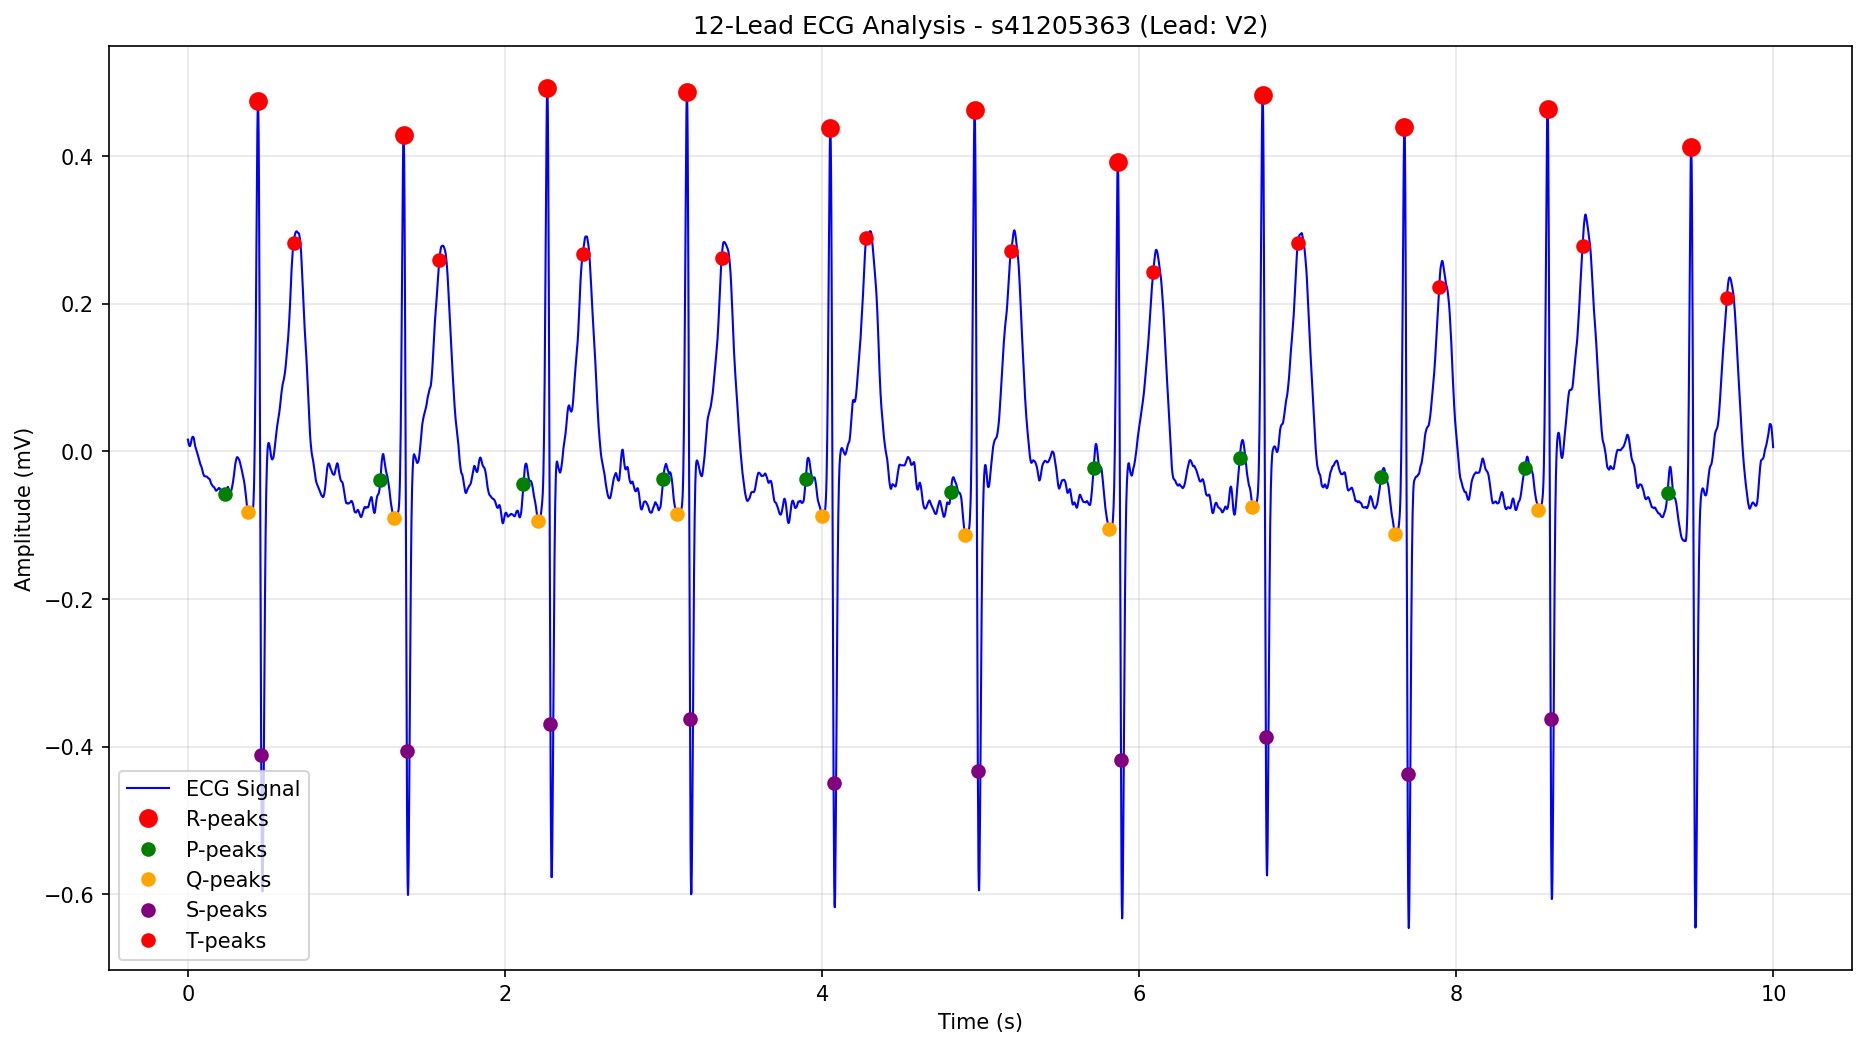 12-Lead ECG Analysis - s41205363 (Lead: V2)
Amplitude (mV)
0.4
0.2
0.0
−0.2
−0.4
−0.6
ECG Signal
R-peaks
P-peaks
Q-peaks
S-peaks
T-peaks
0 2 4 6 8 10
Time (s)